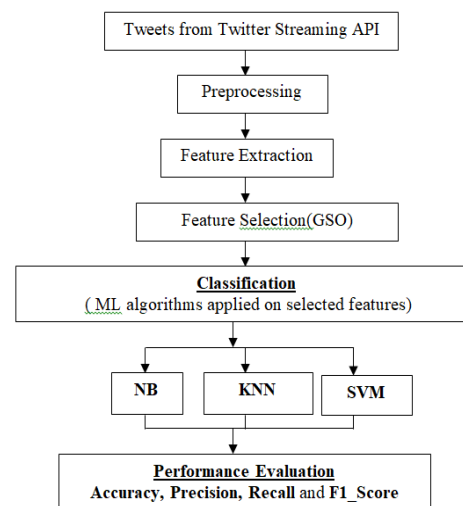 Tweets from Twitter Streaming API
Preprocessing
Feature Extraction
Feature Selection(GSO)
Classification
( ML algorithms applied on selected features)
NB
KNN
SVM
Performance Evaluation
Accuracy, Precision, Recall and F1_Score